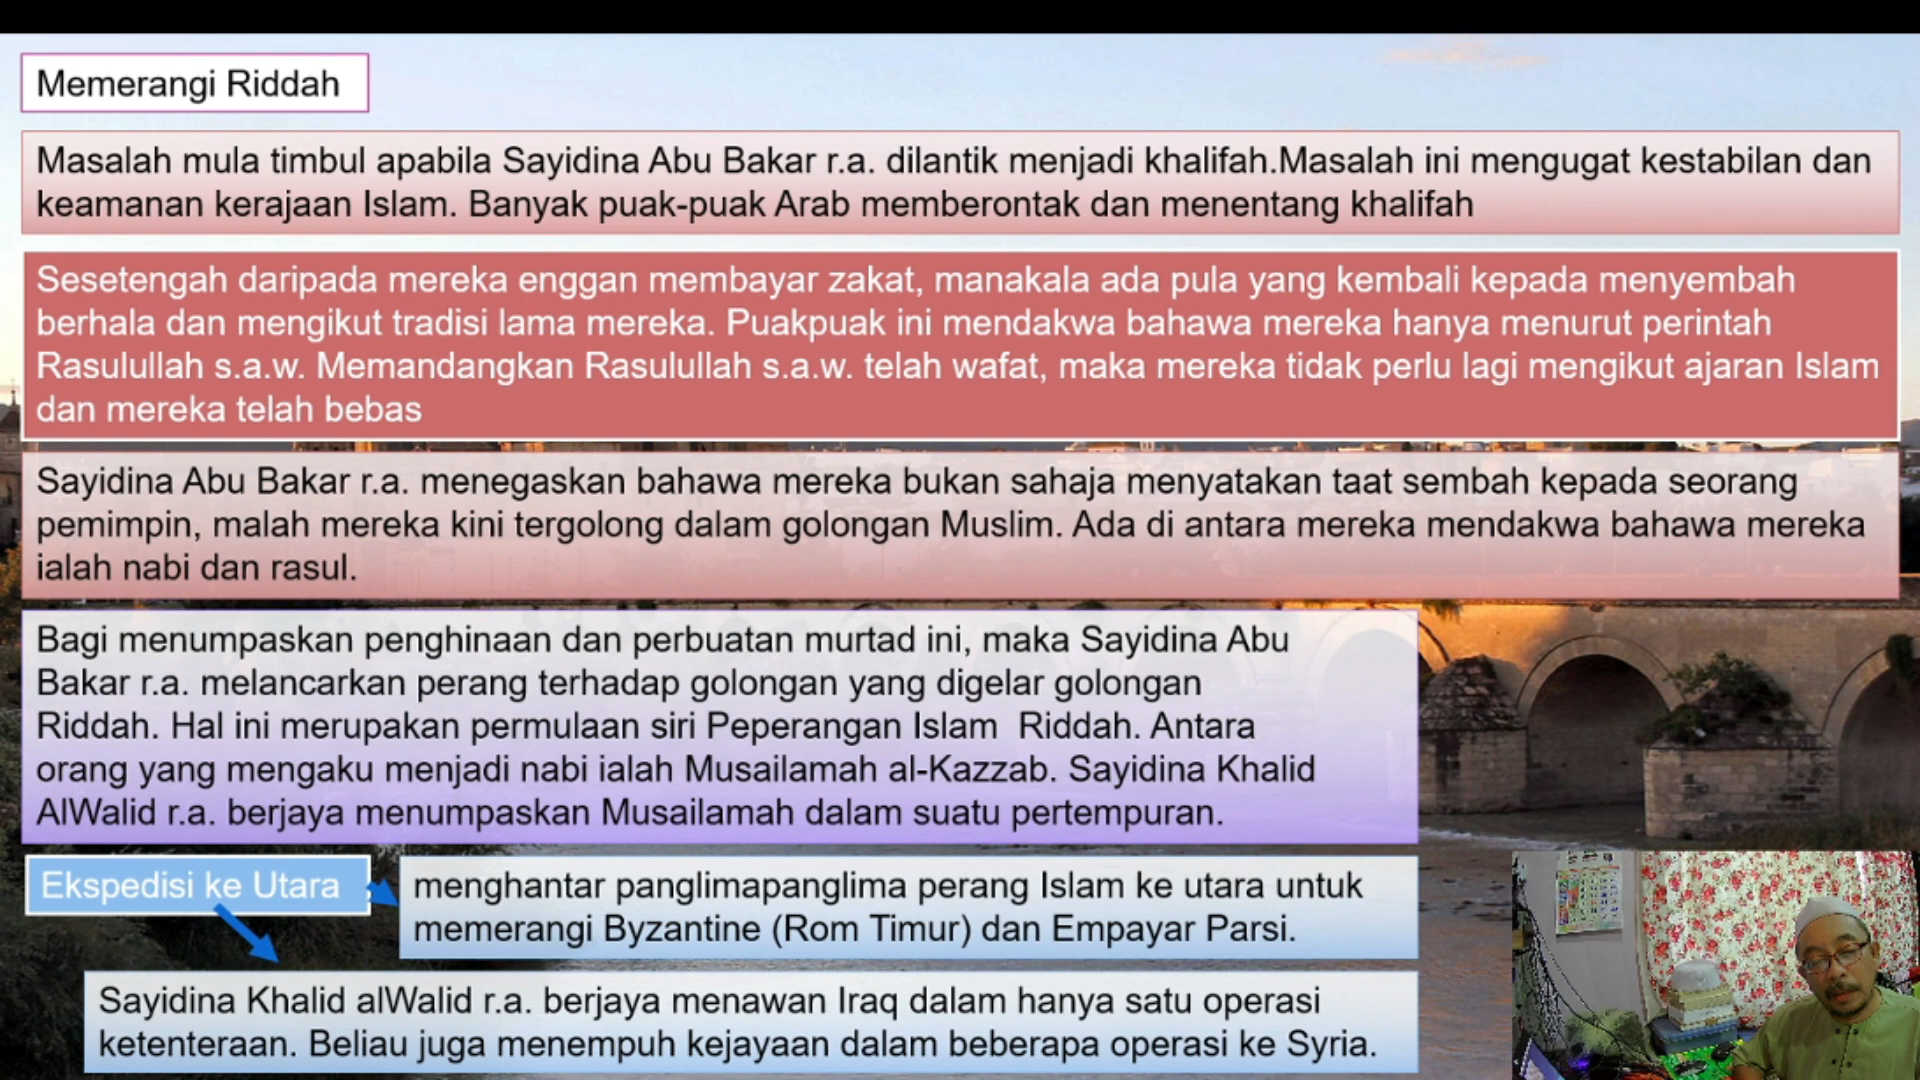 Memerangi Riddah
Masalah mula timbul apabila Sayidina Abu Bakar r.a. dilantik menjadi khalifah.Masalah ini mengugat kestabilan dan
keamanan kerajaan Islam. Banyak puak-puak Arab memberontak dan menentang khalifah
Sesetengah daripada mereka enggan membayar zakat, manakala ada pula yang kembali kepada menyembah
berhala dan mengikut tradisi lama mereka. Puakpuak ini mendakwa bahawa mereka hanya menurut perintah
Rasulullah s.a.w. Memandangkan Rasulullah s.a.w. telah wafat, maka mereka tidak perlu lagi mengikut ajaran Islam
dan mereka telah bebas
Sayidina Abu Bakar r.a. menegaskan bahawa mereka bukan sahaja menyatakan taat sembah kepada seorang
pemimpin, malah mereka kini tergolong dalam golongan Muslim. Ada di antara mereka mendakwa bahawa mereka
ialah nabi dan rasul.
Bagi menumpaskan penghinaan dan perbuatan murtad ini, maka Sayidina Abu
Bakar r.a. melancarkan perang terhadap golongan yang digelar golongan
Riddah. Hal ini merupakan permulaan siri Peperangan Islam  Riddah. Antara
orang yang mengaku menjadi nabi ialah Musailamah al-Kazzab. Sayidina Khalid
AlWalid r.a. berjaya menumpaskan Musailamah dalam suatu pertempuran.
Ekspedisi ke Utara
menghantar panglimapanglima perang Islam ke utara untuk
memerangi Byzantine (Rom Timur) dan Empayar Parsi.
Sayidina Khalid alWalid r.a. berjaya menawan Iraq dalam hanya satu operasi
ketenteraan. Beliau juga menempuh kejayaan dalam beberapa operasi ke Syria.